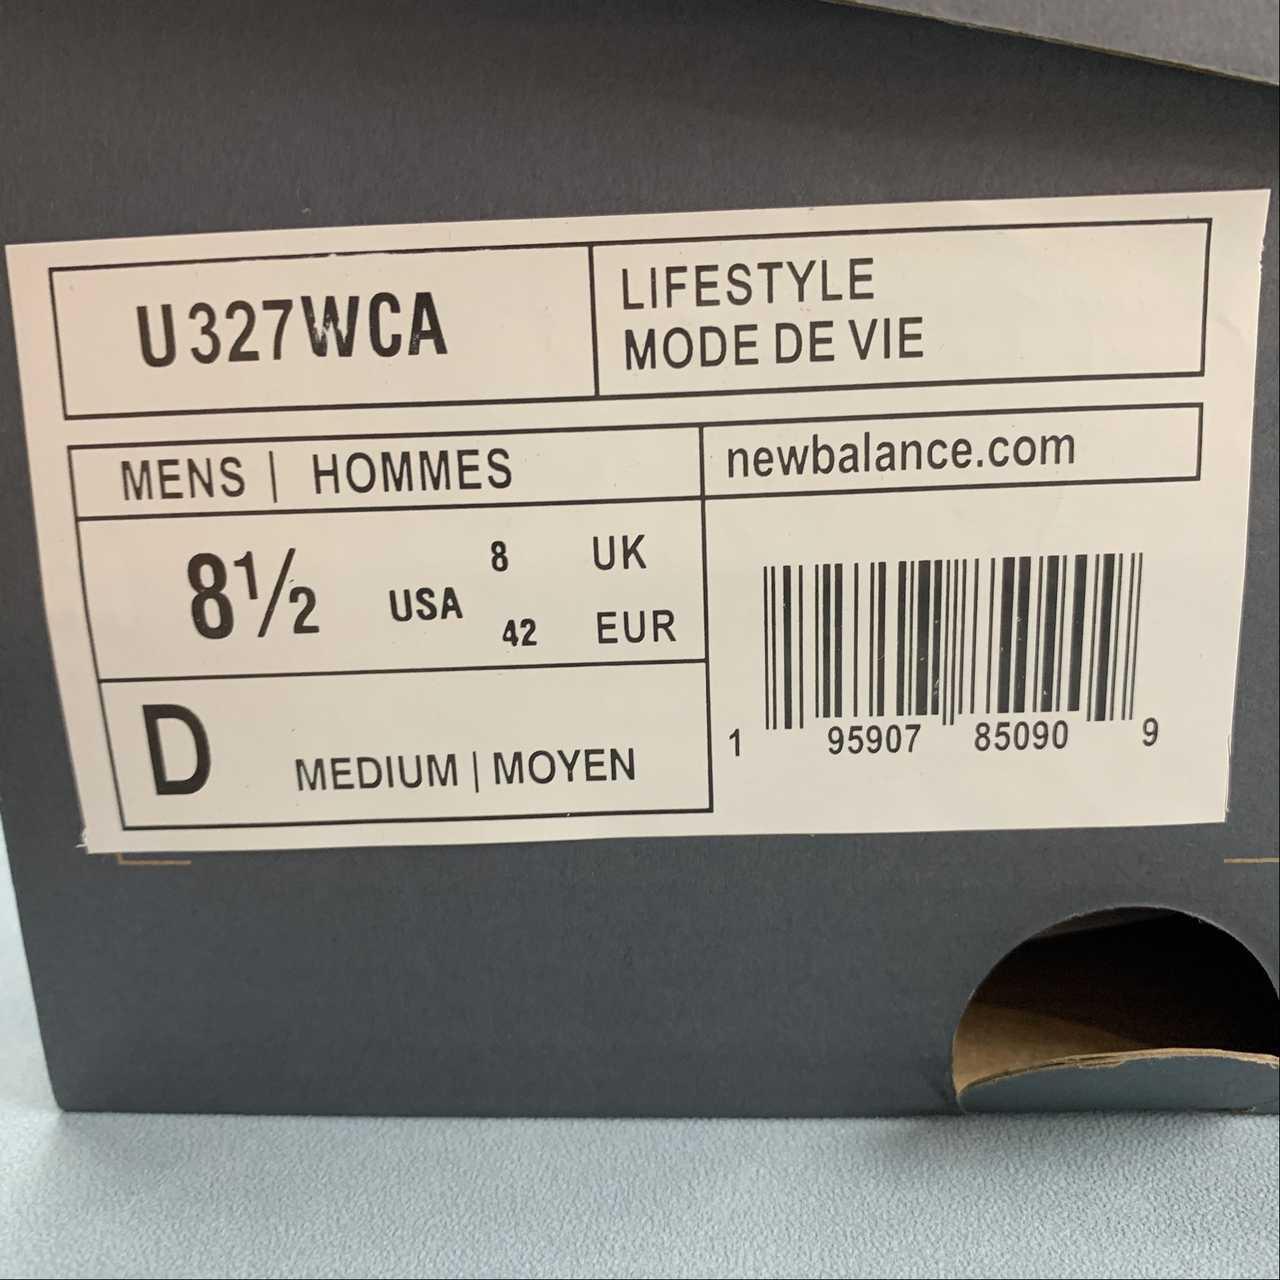 U327WCA
LIFESTYLE
MODE DE VIE
MENS | HOMMES
newbalance.com
8½ USA
8 UK
42 EUR
D MEDIUM | MOYEN
1 95907 85090 9